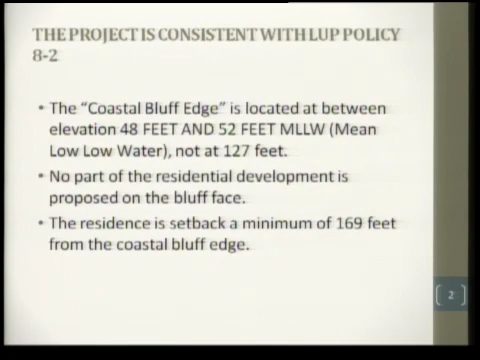 THE PROJECT IS CONSISTENT WITH LUP POLICY
8-2
• The “Coastal Bluff Edge” is located at between
elevation 48 FEET AND 52 FEET MLLW (Mean
Low Low Water), not at 127 feet.
• No part of the residential development is
proposed on the bluff face.
• The residence is setback a minimum of 169 feet
from the coastal bluff edge.
2